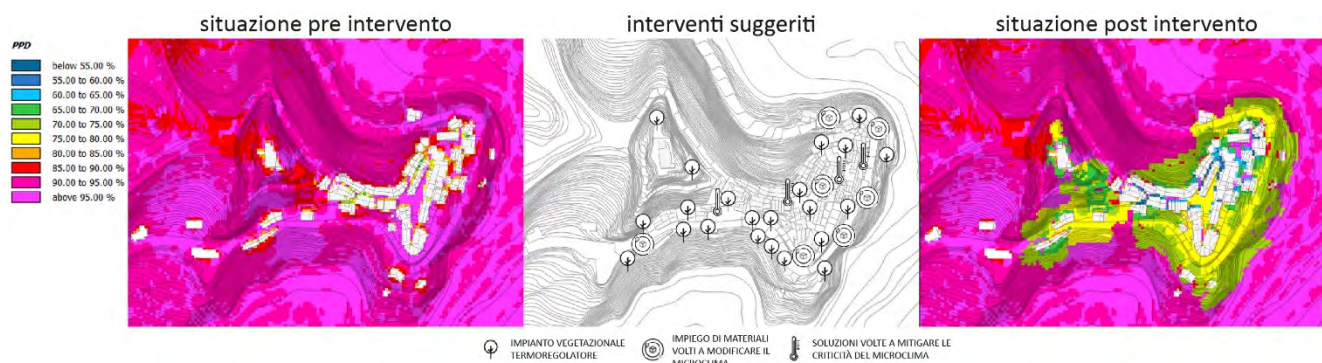 situazione pre intervento
interventi suggeriti
situazione post intervento
PPD
below 55.00 %
55.00 to 60.00 %
60.00 to 65.00 %
65.00 to 70.00 %
70.00 to 75.00 %
75.00 to 80.00 %
80.00 to 85.00 %
85.00 to 90.00 %
90.00 to 95.00 %
above 95.00 %
IMPIANTO VEGETAZIONALE
TERMOREGOLATORE
IMPIEGO DI MATERIALI
VOLTI A MODIFICARE IL
MICROCLIMA
SOLUZIONI VOLTE A MITIGARE LE
CRITICITÀ DEL MICROCLIMA